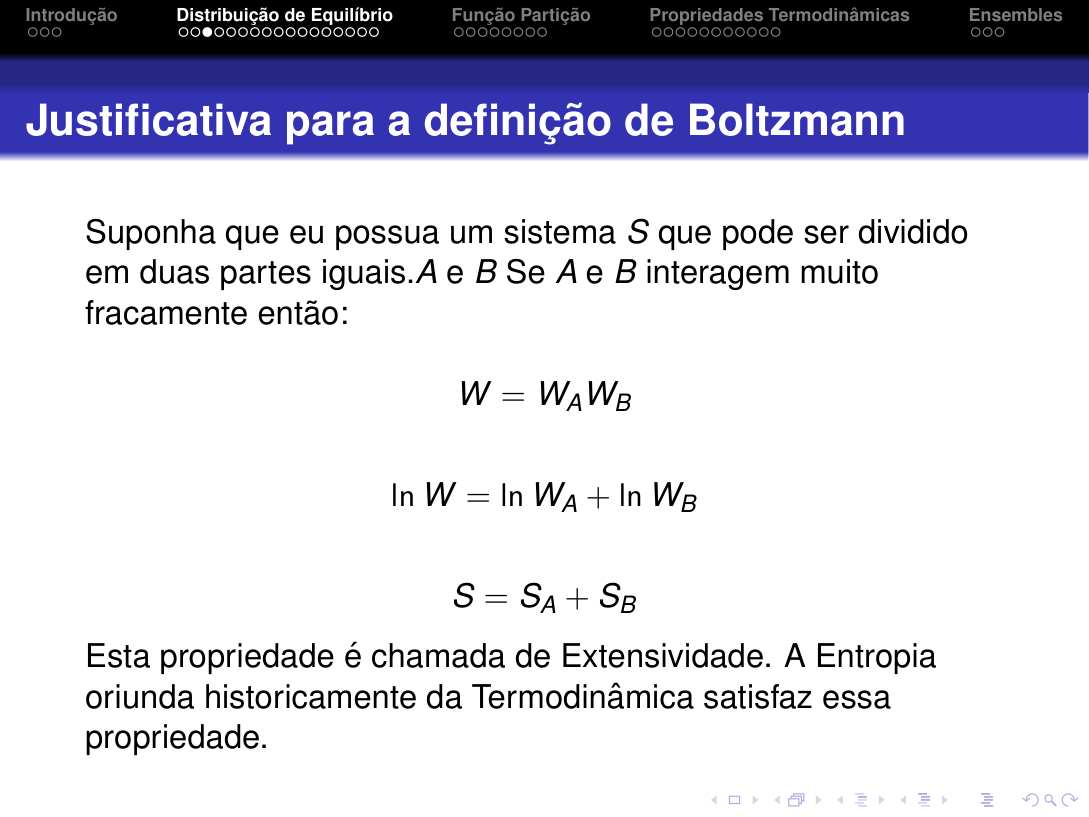 Introdução Distribuição de Equilíbrio Função Partição Propriedades Termodinâmicas Ensembles
Justificativa para a definição de Boltzmann
Suponha que eu possua um sistema S que pode ser dividido
em duas partes iguais.A e B Se A e B interagem muito
fracamente então:
W = W_A W_B
ln W = ln W_A + ln W_B
S = S_A + S_B
Esta propriedade é chamada de Extensividade. A Entropia
oriunda historicamente da Termodinâmica satisfaz essa
propriedade.